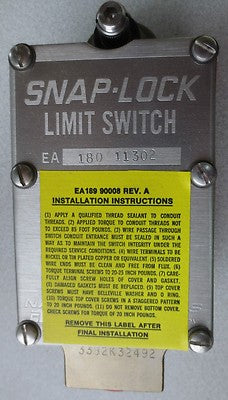 SNAP-LOCK
LIMIT SWITCH
EA 180 11302
EA189 90008 REV. A
INSTALLATION INSTRUCTIONS
(1) APPLY A QUALIFIED THREAD SEALANT TO CONDUIT
THREADS. (2) APPLIED TORQUE TO CONDUIT THREADS NOT
TO EXCEED 85 FOOT POUNDS. (3) WIRE PASSAGE THROUGH
SWITCH CONDUIT ENTRANCE MUST BE SEALED IN SUCH A
WAY AS TO MAINTAIN THE SWITCH INTEGRITY UNDER THE
REQUIRED SERVICE CONDITIONS. (4) WIRE TERMINALS TO BE
NICKEL OR TIN PLATED COPPER OR EQUIVALENT. (5) SOLDERED
WIRE ENDS MUST BE CLEAN AND FREE FROM FLUX. (6)
TORQUE TERMINAL SCREWS TO 20-25 INCH POUNDS. (7) CARE-
FULLY ALIGN SCREW HOLES OF COVER AND GASKET.
(8) DAMAGED GASKETS MUST BE REPLACED. (9) TOP COVER
SCREWS MUST HAVE BELLEVILLE WASHER AND O RING.
(10) TORQUE TOP COVER SCREWS IN A STAGGERED PATTERN
TO 20 INCH POUNDS. (11) DO NOT REMOVE BOTTOM COVER.
CHECK SCREWS FOR TORQUE OF 20 INCH POUNDS.
REMOVE THIS LABEL AFTER
FINAL INSTALLATION
3392K32492